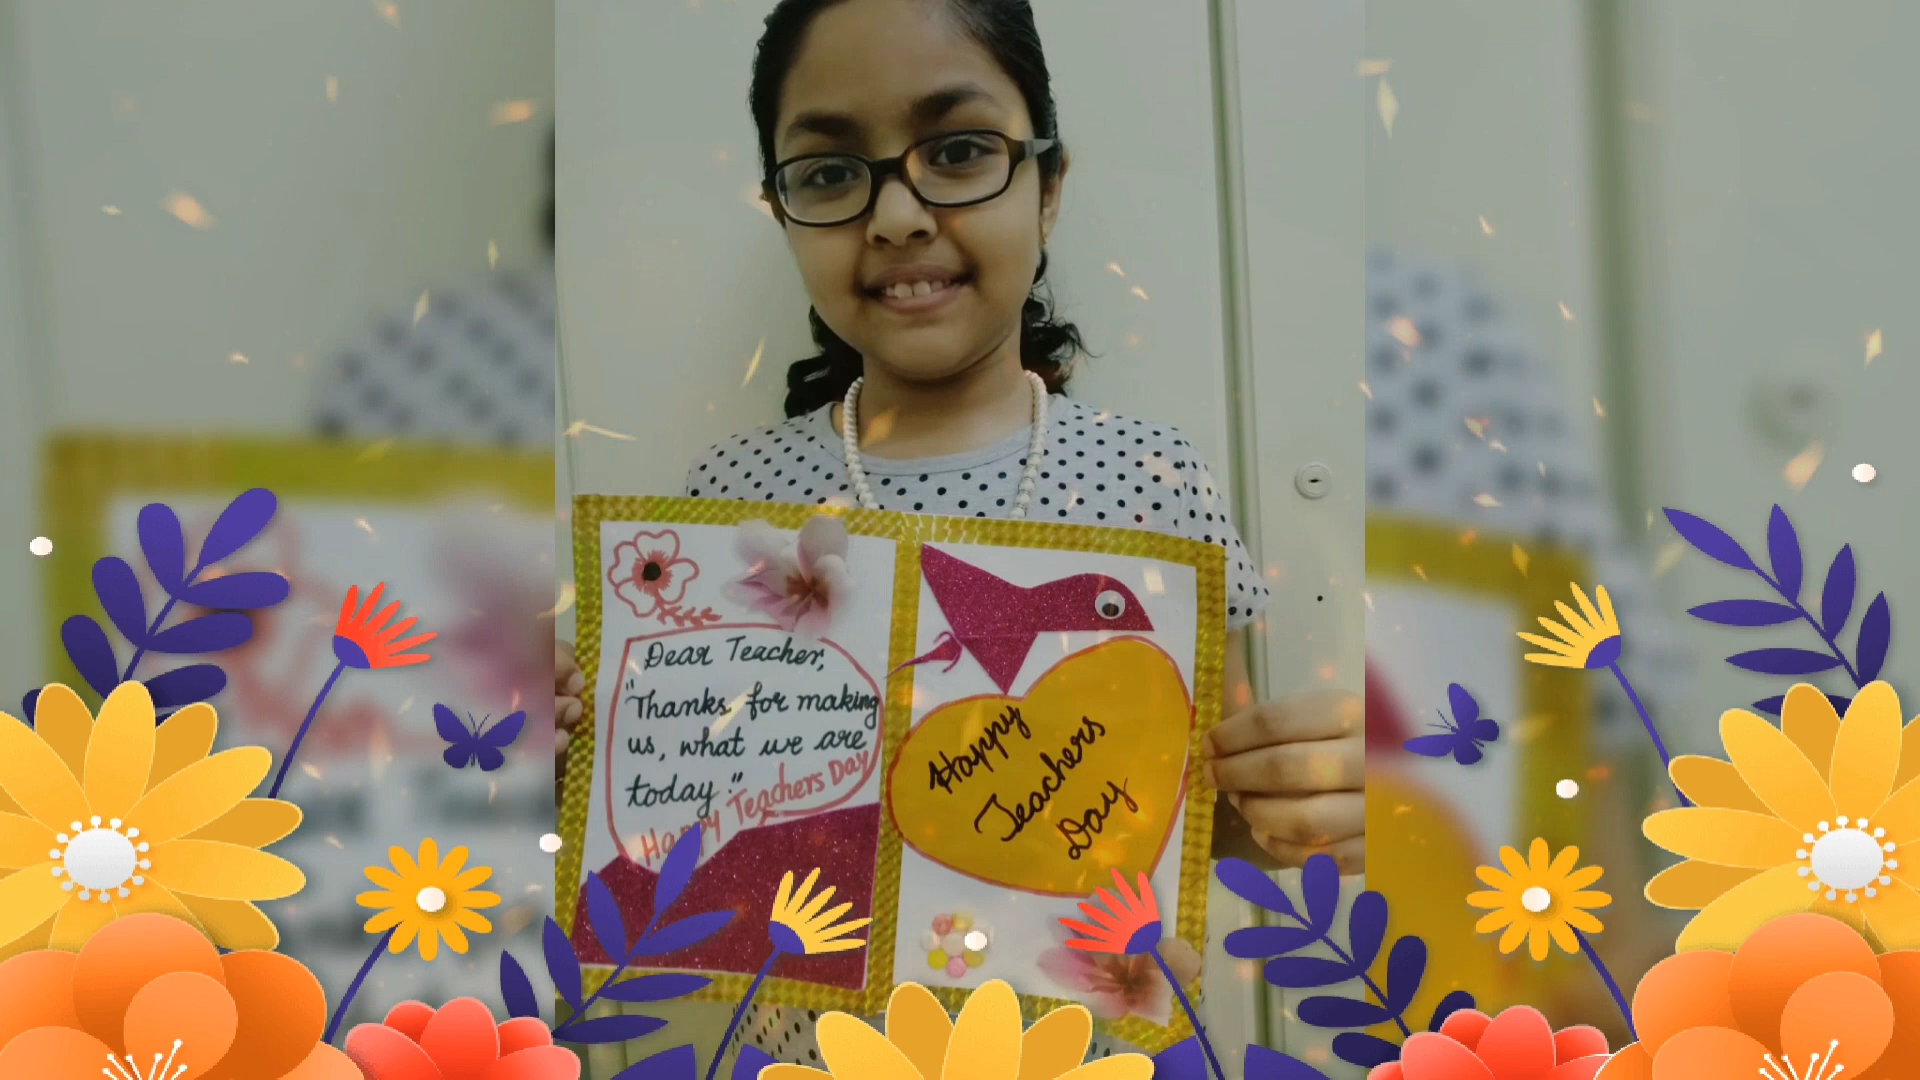 Dear Teacher,
"Thanks for making
us, what we are
today."
Happy Teachers Day
Happy
Teachers
Day